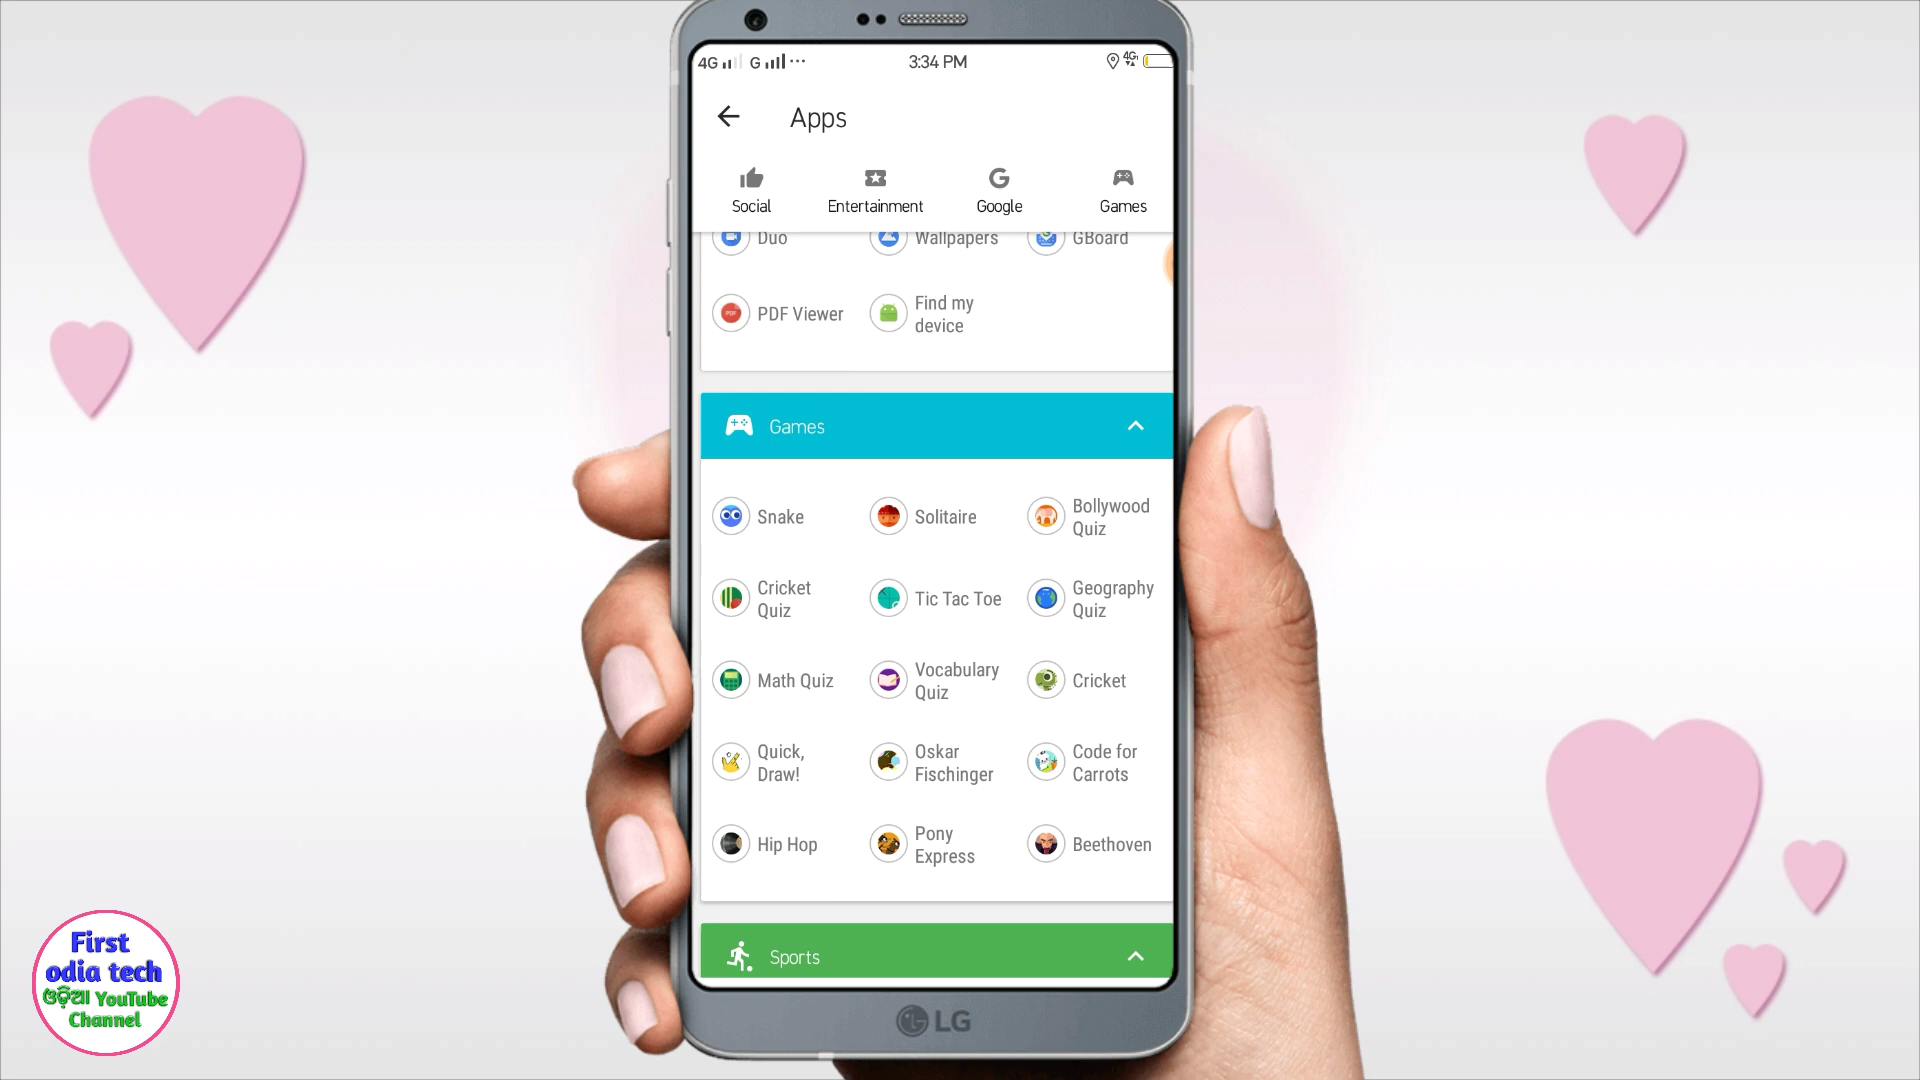 4G G 3:34 PM 4G
Apps
Social Entertainment Google Games
Duo Wallpapers GBoard
PDF Viewer Find my
device
Games
Snake Solitaire Bollywood
Quiz
Cricket
Quiz Tic Tac Toe Geography
Quiz
Math Quiz Vocabulary
Quiz Cricket
Quick,
Draw! Oskar
Fischinger Code for
Carrots
Hip Hop Pony
Express Beethoven
Sports
LG
First
odia tech
ଓଡ଼ିଆ YouTube
Channel